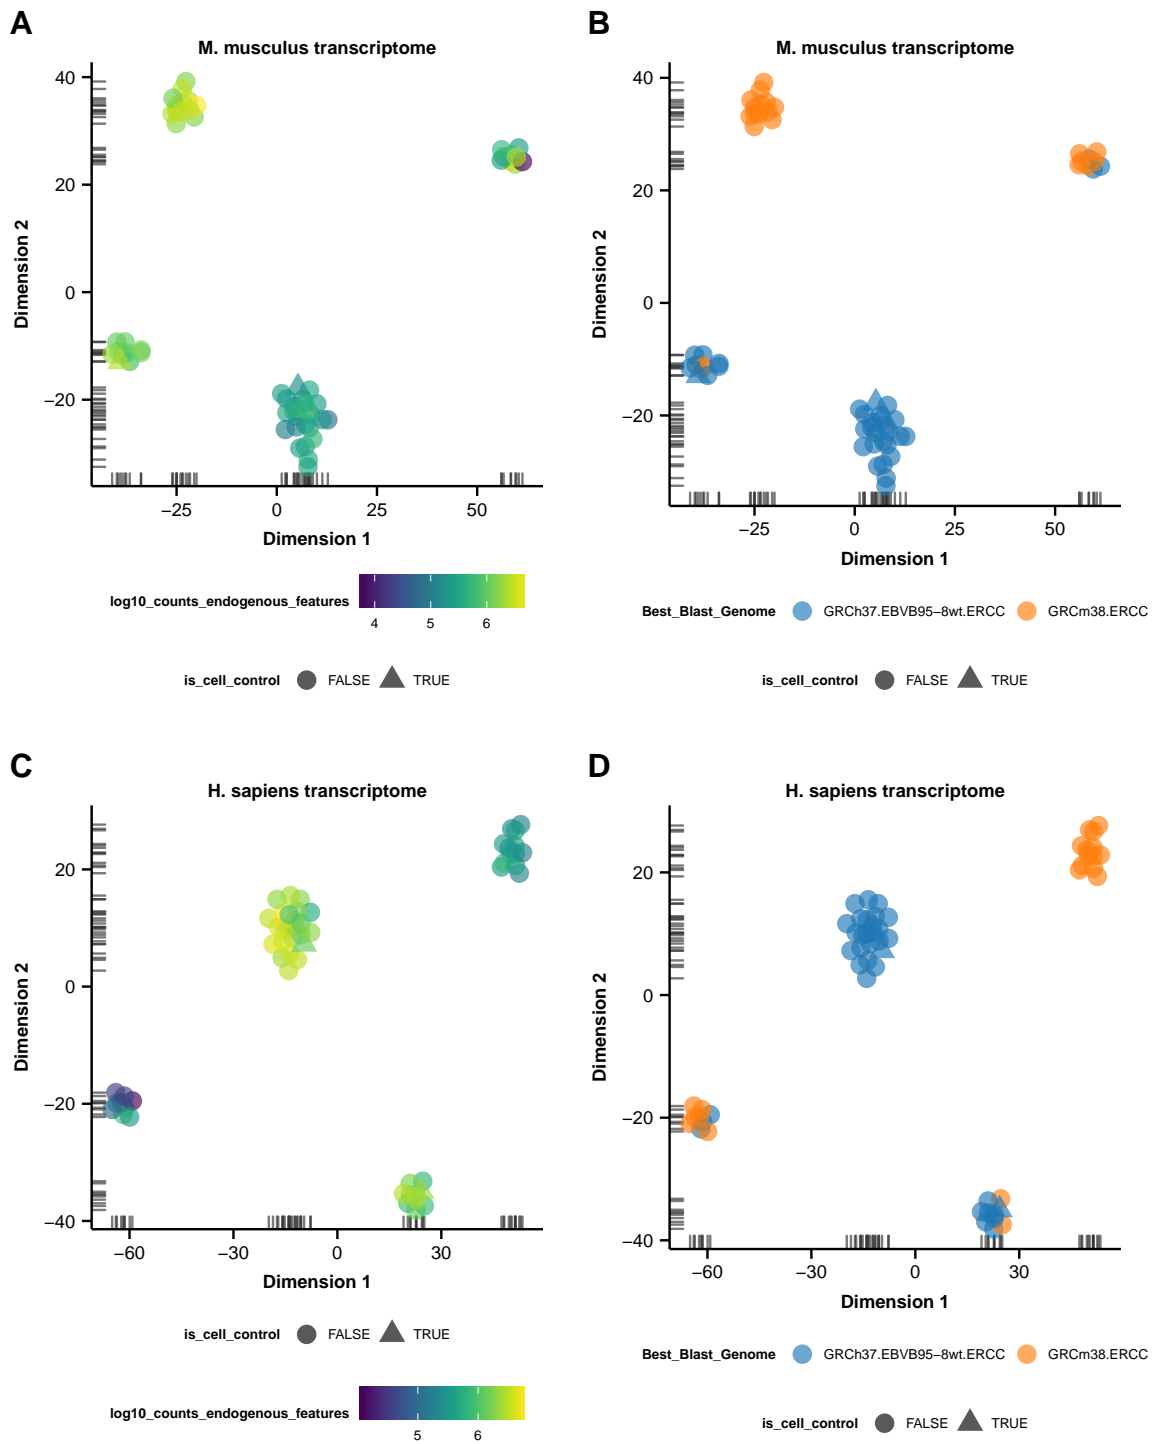 A
M. musculus transcriptome
40
20
0
−20
Dimension 2
−25 0 25 50
Dimension 1
log10_counts_endogenous_features
4 5 6
is_cell_control FALSE TRUE
B
M. musculus transcriptome
40
20
0
−20
Dimension 2
−25 0 25 50
Dimension 1
Best_Blast_Genome GRCh37.EBVB95−8wt.ERCC GRCm38.ERCC
is_cell_control FALSE TRUE
C
H. sapiens transcriptome
20
0
−20
−40
Dimension 2
−60 −30 0 30
Dimension 1
is_cell_control FALSE TRUE
log10_counts_endogenous_features
5 6
D
H. sapiens transcriptome
20
0
−20
−40
Dimension 2
−60 −30 0 30
Dimension 1
Best_Blast_Genome GRCh37.EBVB95−8wt.ERCC GRCm38.ERCC
is_cell_control FALSE TRUE